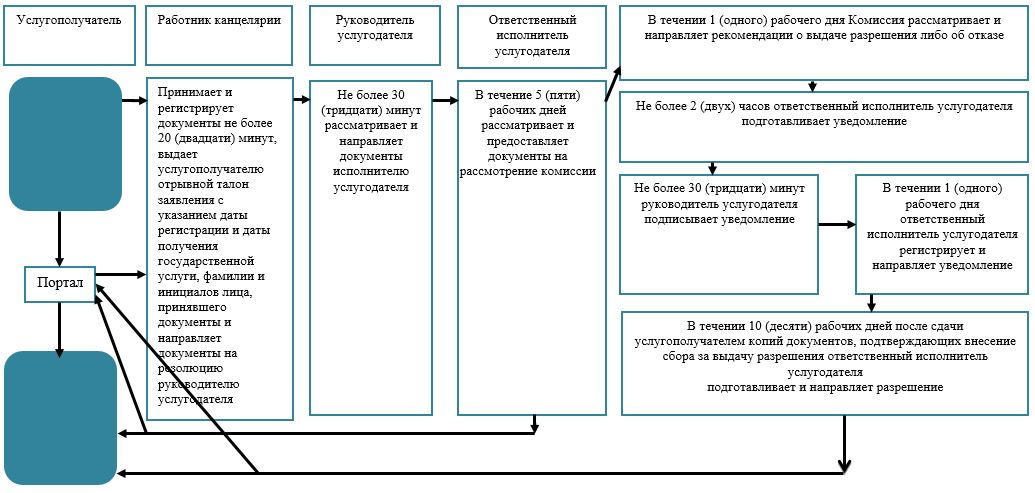 Услугополучатель
Работник канцелярии
Руководитель
услугодателя
Ответственный
исполнитель
услугодателя
В течении 1 (одного) рабочего дня Комиссия рассматривает и
направляет рекомендации о выдаче разрешения либо об отказе
Принимает и
регистрирует
документы не более
20 (двадцати) минут,
выдает
услугополучателю
отрывной талон
заявления с
указанием даты
регистрации и даты
получения
государственной
услуги, фамилии и
инициалов лица,
принявшего
документы и
направляет
документы на
резолюцию
руководителю
услугодателя
Не более 30
(тридцати) минут
рассматривает и
направляет
документы
исполнителю
услугодателя
В течение 5 (пяти)
рабочих дней
рассматривает и
предоставляет
документы на
рассмотрение комиссии
Не более 2 (двух) часов ответственный исполнитель услугодателя
подготавливает уведомление
Не более 30 (тридцати) минут
руководитель услугодателя
подписывает уведомление
В течении 1 (одного)
рабочего дня
ответственный
исполнитель услугодателя
регистрирует и
направляет уведомление
Портал
В течении 10 (десяти) рабочих дней после сдачи
услугополучателем копий документов, подтверждающих внесение
сбора за выдачу разрешения ответственный исполнитель
услугодателя
подготавливает и направляет разрешение